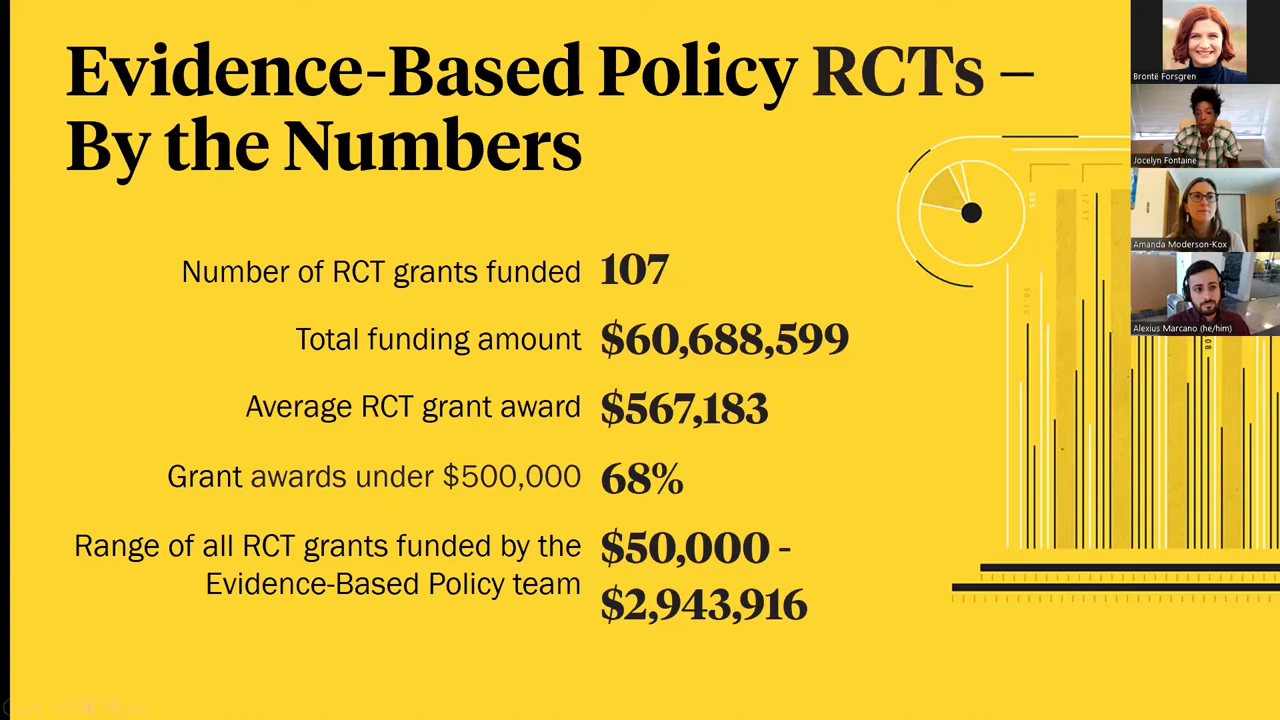 Evidence-Based Policy RCTs –
By the Numbers
Number of RCT grants funded 107
Total funding amount $60,688,599
Average RCT grant award $567,183
Grant awards under $500,000 68%
Range of all RCT grants funded by the $50,000 -
Evidence-Based Policy team $2,943,916
Brontë Forsgren
Jocelyn Fontaine
Amanda Moderson-Kox
Alexius Marcano (he/him)